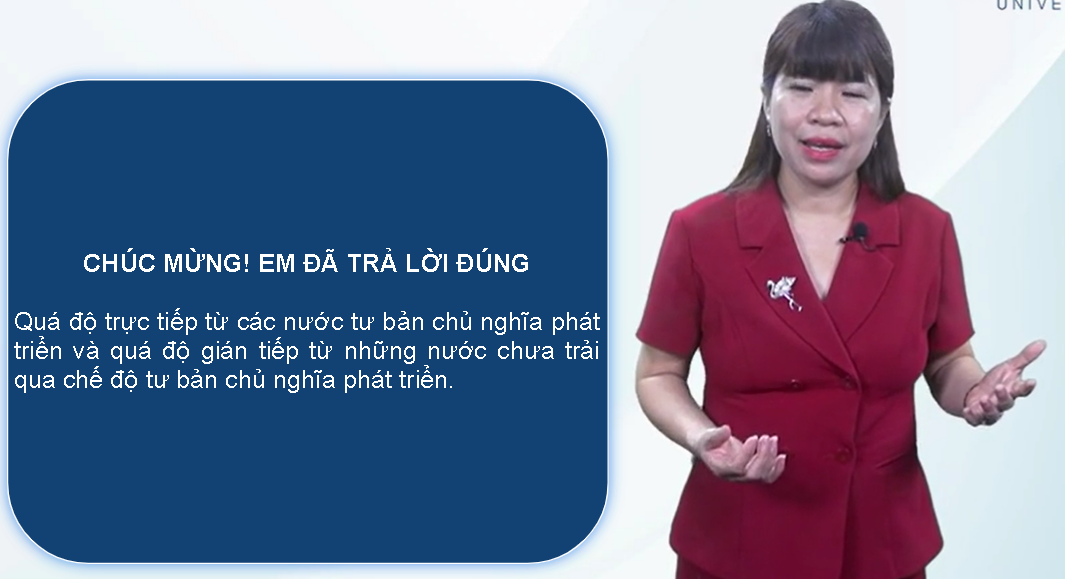 UNIVE
CHÚC MỪNG! EM ĐÃ TRẢ LỜI ĐÚNG
Quá độ trực tiếp từ các nước tư bản chủ nghĩa phát
triển và quá độ gián tiếp từ những nước chưa trải
qua chế độ tư bản chủ nghĩa phát triển.